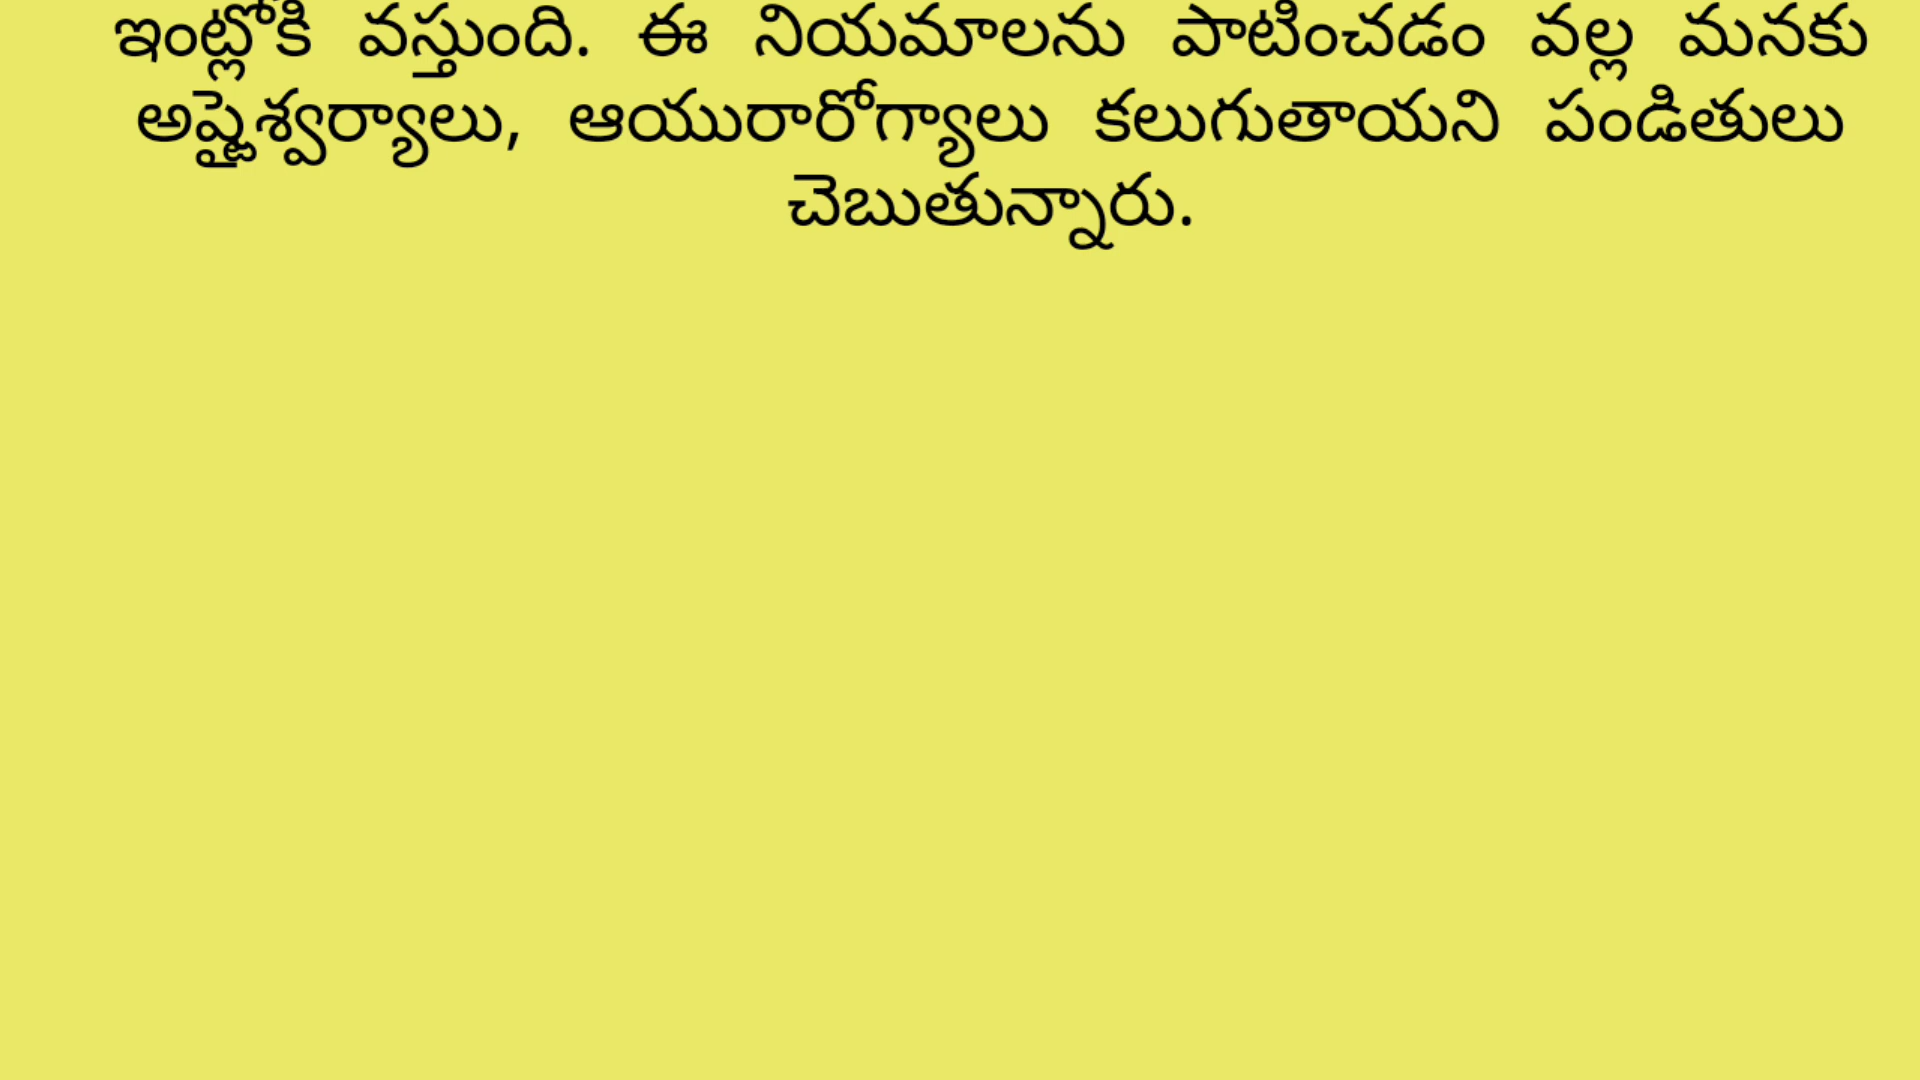 ఇంట్లోకి వస్తుంది. ఈ నియమాలను పాటించడం వల్ల మనకు
అష్టైశ్వర్యాలు, ఆయురారోగ్యాలు కలుగుతాయని పండితులు
చెబుతున్నారు.